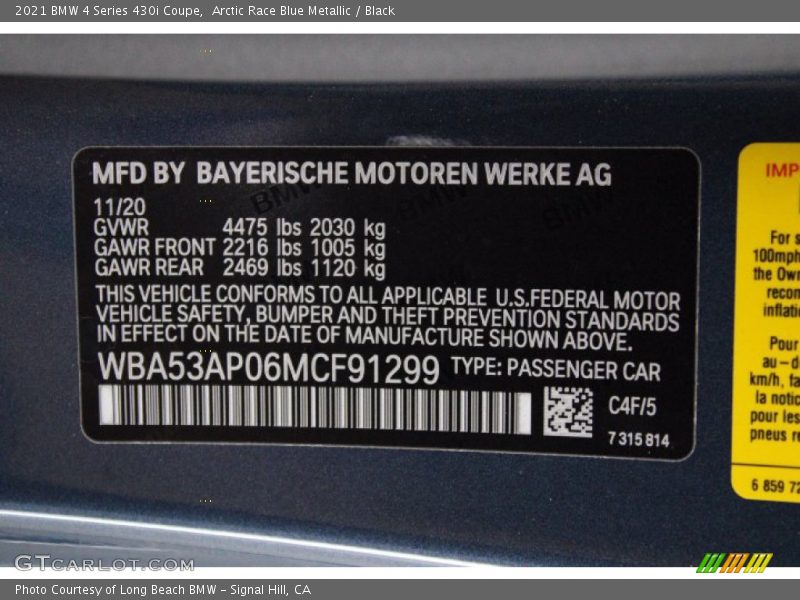 2021 BMW 4 Series 430i Coupe, Arctic Race Blue Metallic / Black
MFD BY BAYERISCHE MOTOREN WERKE AG
11/20
GVWR 4475 lbs 2030 kg
GAWR FRONT 2216 lbs 1005 kg
GAWR REAR 2469 lbs 1120 kg
THIS VEHICLE CONFORMS TO ALL APPLICABLE U.S.FEDERAL MOTOR
VEHICLE SAFETY, BUMPER AND THEFT PREVENTION STANDARDS
IN EFFECT ON THE DATE OF MANUFACTURE SHOWN ABOVE.
WBA53AP06MCF91299 TYPE: PASSENGER CAR
C4F/5
7 315 814
IMP
For s
100mph
the Own
recon
inflati
Pour
au-d
km/h, fa
la notic
pour les
pneus re
6 859 72
GTCARLOT.COM
Photo Courtesy of Long Beach BMW - Signal Hill, CA